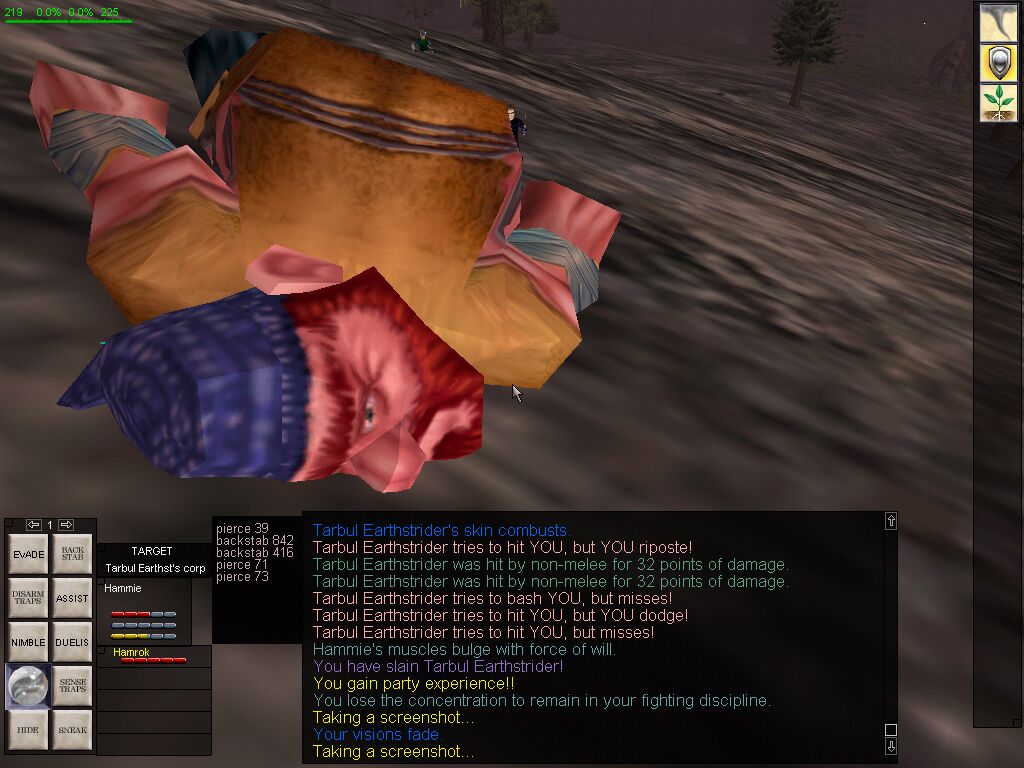 219 0.0% 0.0% 225
1
EVADE
BACK STAB
DISARM TRAPS
ASSIST
NIMBLE
DUELIS
SENSE TRAPS
HIDE
SNEAK
TARGET
Tarbul Earthst's corp
Hammie
Hamrok
pierce 39
backstab 842
backstab 416
pierce 71
pierce 73
Tarbul Earthstrider's skin combusts.
Tarbul Earthstrider tries to hit YOU, but YOU riposte!
Tarbul Earthstrider was hit by non-melee for 32 points of damage.
Tarbul Earthstrider was hit by non-melee for 32 points of damage.
Tarbul Earthstrider tries to bash YOU, but misses!
Tarbul Earthstrider tries to hit YOU, but YOU dodge!
Tarbul Earthstrider tries to hit YOU, but misses!
Hammie's muscles bulge with force of will.
You have slain Tarbul Earthstrider!
You gain party experience!!
You lose the concentration to remain in your fighting discipline.
Taking a screenshot...
Your visions fade.
Taking a screenshot...